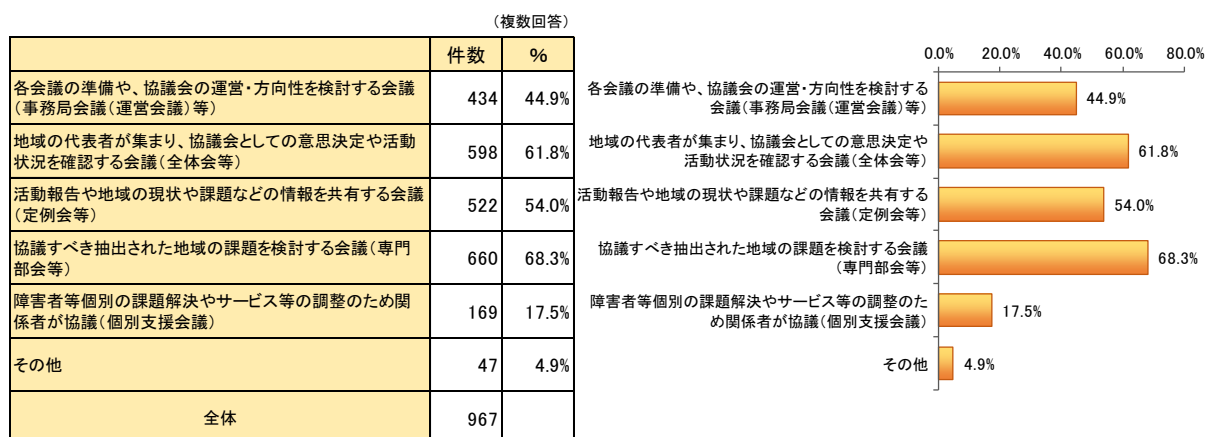 （複数回答）
件数 %
各会議の準備や、協議会の運営・方向性を検討する会議
（事務局会議（運営会議）等）
434 44.9%
地域の代表者が集まり、協議会としての意思決定や活動
状況を確認する会議（全体会等）
598 61.8%
活動報告や地域の現状や課題などの情報を共有する会議
（定例会等）
522 54.0%
協議すべき抽出された地域の課題を検討する会議（専門
部会等）
660 68.3%
障害者等個別の課題解決やサービス等の調整のため関
係者が協議（個別支援会議）
169 17.5%
その他 47 4.9%
全体 967
0.0% 20.0% 40.0% 60.0% 80.0%
各会議の準備や、協議会の運営・方向性を検討する
会議（事務局会議（運営会議）等）
44.9%
地域の代表者が集まり、協議会としての意思決定や
活動状況を確認する会議（全体会等）
61.8%
活動報告や地域の現状や課題などの情報を共有する
会議（定例会等）
54.0%
協議すべき抽出された地域の課題を検討する会議
（専門部会等）
68.3%
障害者等個別の課題解決やサービス等の調整のた
め関係者が協議（個別支援会議）
17.5%
その他 4.9%